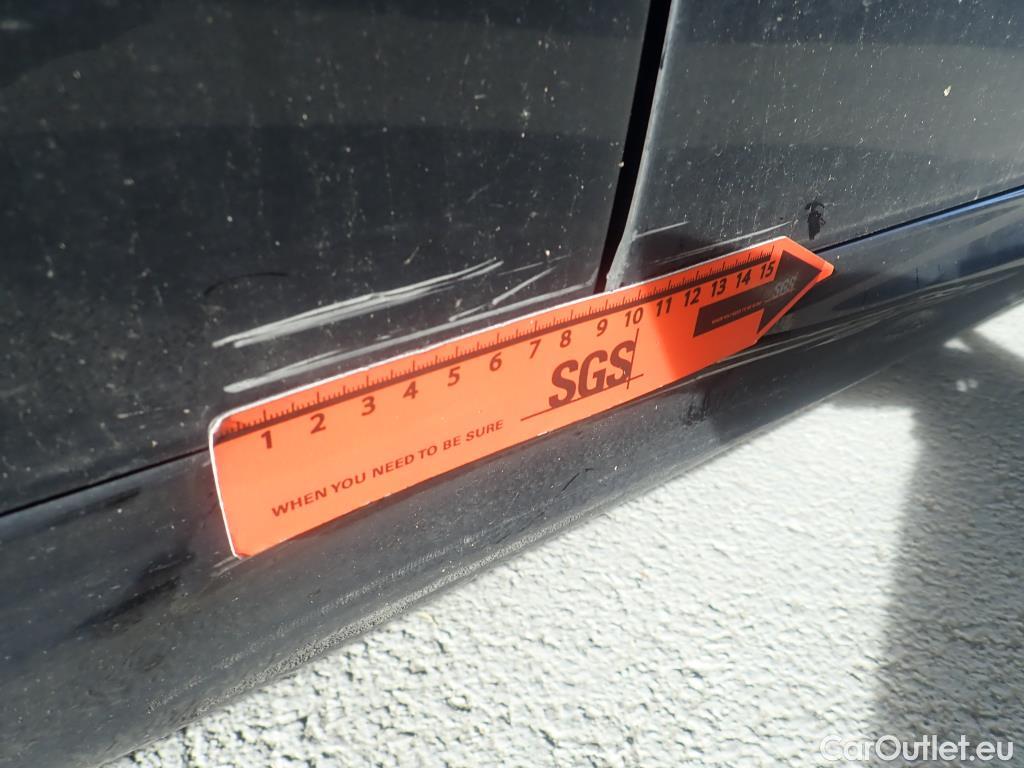 1 2 3 4 5 6 7 8 9 10 11 12 13 14 15
SGS
WHEN YOU NEED TO BE SURE
SGS
CarOutlet.eu